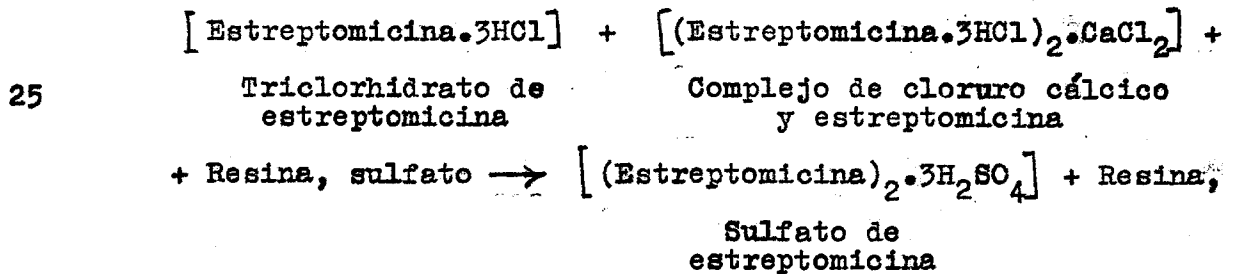 [Estreptomicina.3HCl] + [(Estreptomicina.3HCl)₂.CaCl₂] +
25 Triclorhidrato de Complejo de cloruro cálcico
estreptomicina y estreptomicina
+ Resina, sulfato → [(Estreptomicina)₂.3H₂SO₄] + Resina,
Sulfato de
estreptomicina